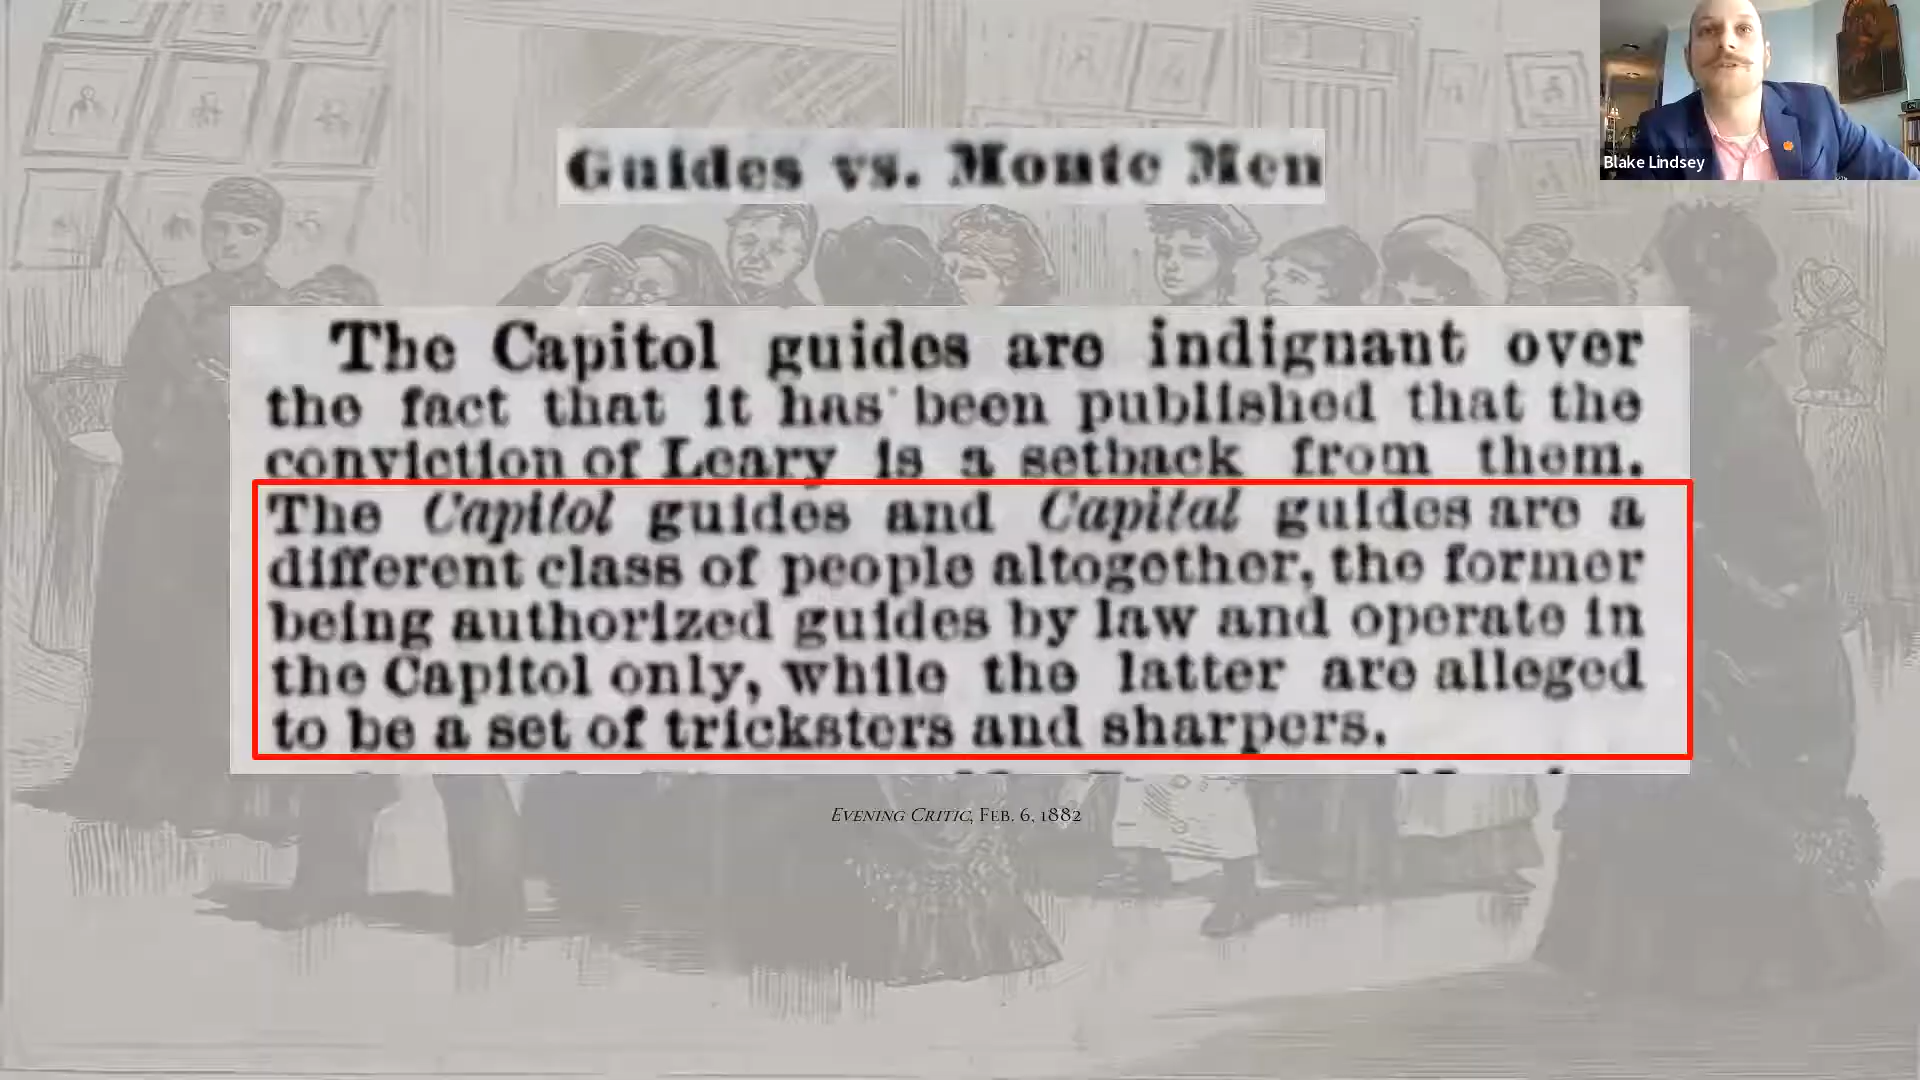 Blake Lindsey
Guides vs. Monte Men
The Capitol guides are indignant over
the fact that it has been published that the
conviction of Leary is a setback from them.
The Capitol guides and Capital guides are a
different class of people altogether, the former
being authorized guides by law and operate in
the Capitol only, while the latter are alleged
to be a set of tricksters and sharpers.
Evening Critic, Feb. 6, 1882